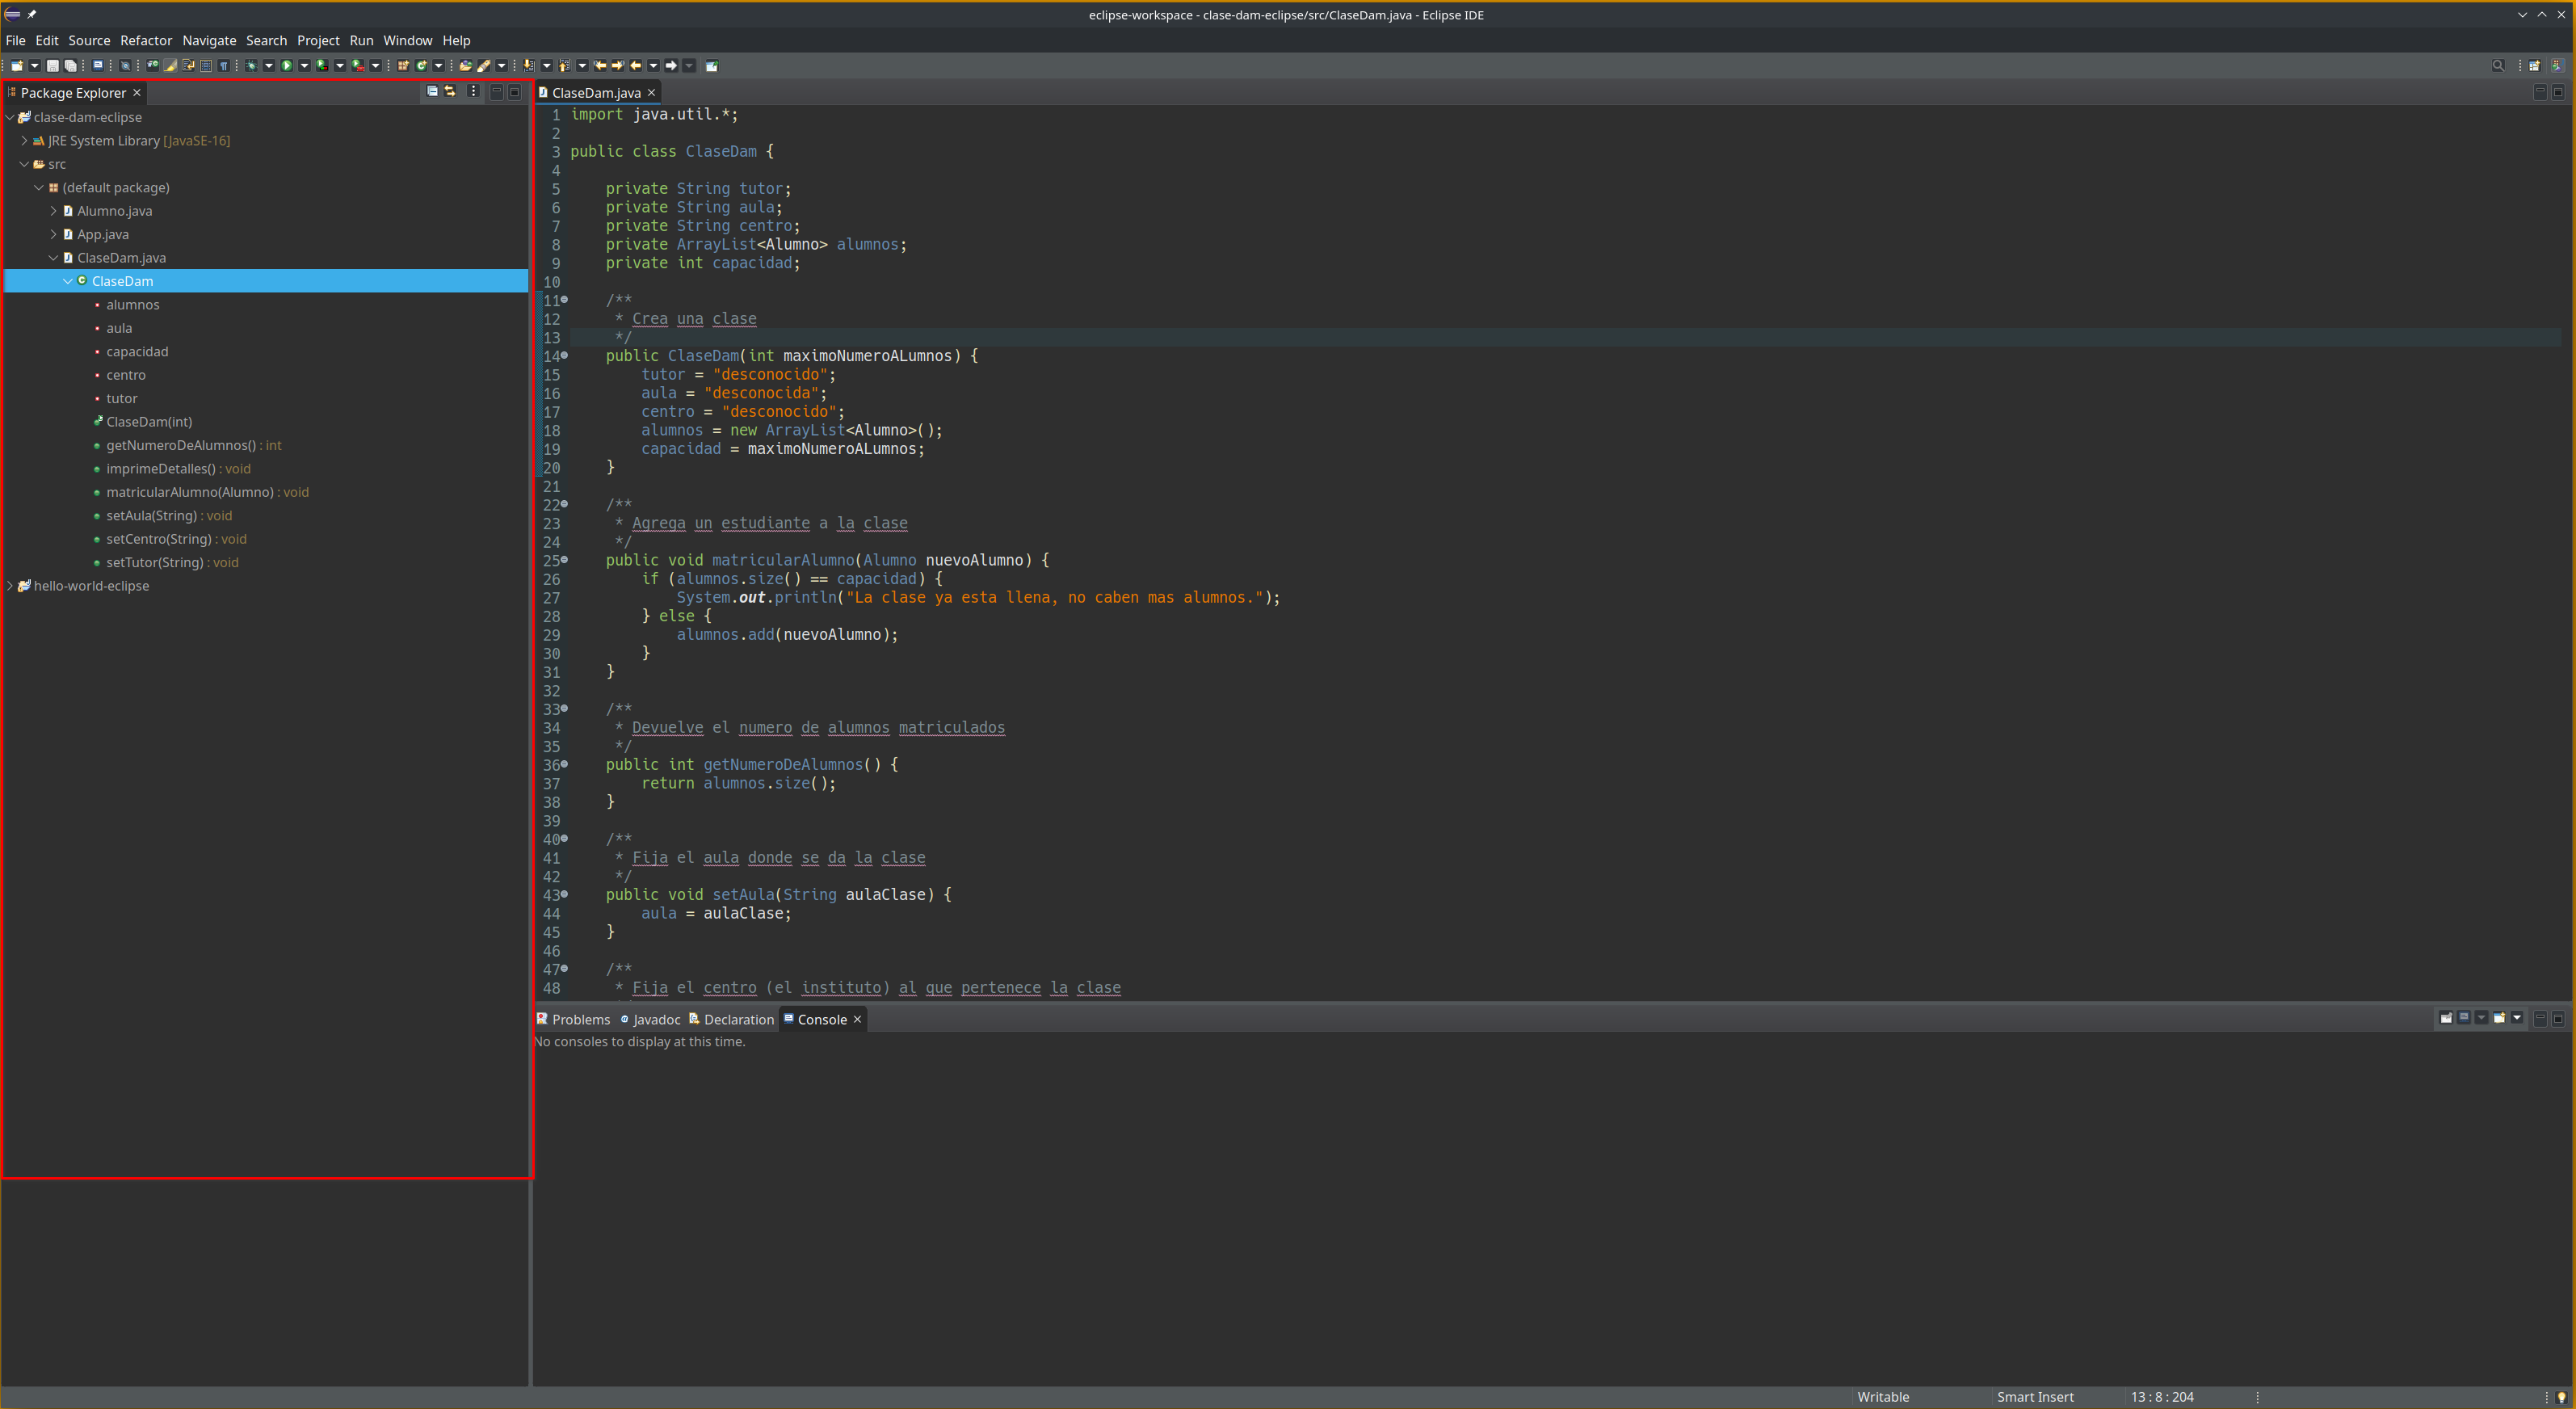 eclipse-workspace - clase-dam-eclipse/src/ClaseDam.java - Eclipse IDE
File Edit Source Refactor Navigate Search Project Run Window Help
Package Explorer
clase-dam-eclipse
JRE System Library [JavaSE-16]
src
(default package)
Alumno.java
App.java
ClaseDam.java
ClaseDam
alumnos
aula
capacidad
centro
tutor
ClaseDam(int)
getNumeroDeAlumnos() : int
imprimeDetalles() : void
matricularAlumno(Alumno) : void
setAula(String) : void
setCentro(String) : void
setTutor(String) : void
hello-world-eclipse
ClaseDam.java
1 import java.util.*;
2
3 public class ClaseDam {
4
5     private String tutor;
6     private String aula;
7     private String centro;
8     private ArrayList<Alumno> alumnos;
9     private int capacidad;
10
11     /**
12      * Crea una clase
13      */
14     public ClaseDam(int maximoNumeroALumnos) {
15         tutor = "desconocido";
16         aula = "desconocida";
17         centro = "desconocido";
18         alumnos = new ArrayList<Alumno>();
19         capacidad = maximoNumeroALumnos;
20     }
21
22     /**
23      * Agrega un estudiante a la clase
24      */
25     public void matricularAlumno(Alumno nuevoAlumno) {
26         if (alumnos.size() == capacidad) {
27             System.out.println("La clase ya esta llena, no caben mas alumnos.");
28         } else {
29             alumnos.add(nuevoAlumno);
30         }
31     }
32
33     /**
34      * Devuelve el numero de alumnos matriculados
35      */
36     public int getNumeroDeAlumnos() {
37         return alumnos.size();
38     }
39
40     /**
41      * Fija el aula donde se da la clase
42      */
43     public void setAula(String aulaClase) {
44         aula = aulaClase;
45     }
46
47     /**
48      * Fija el centro (el instituto) al que pertenece la clase
Problems Javadoc Declaration Console
No consoles to display at this time.
Writable Smart Insert 13 : 8 : 204